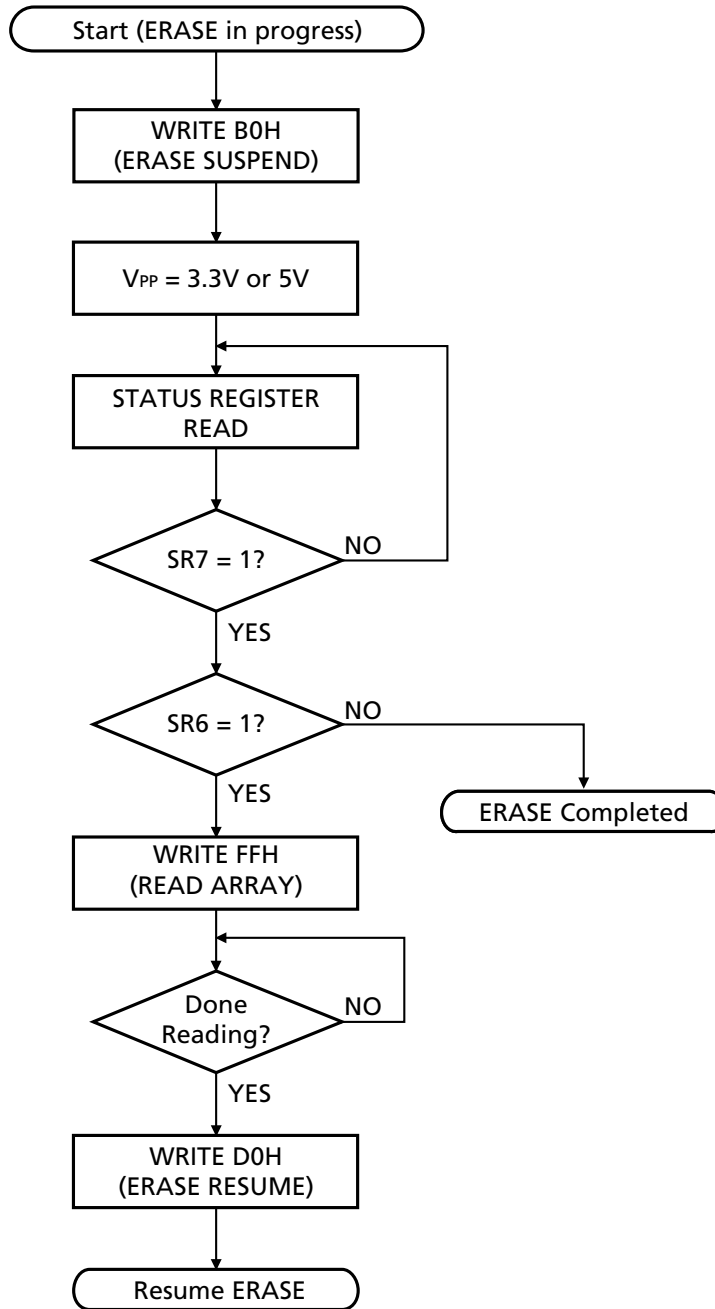 Start (ERASE in progress)
WRITE B0H
(ERASE SUSPEND)
VPP = 3.3V or 5V
STATUS REGISTER
READ
SR7 = 1?
NO
YES
SR6 = 1?
NO
YES
ERASE Completed
WRITE FFH
(READ ARRAY)
Done
Reading?
NO
YES
WRITE D0H
(ERASE RESUME)
Resume ERASE